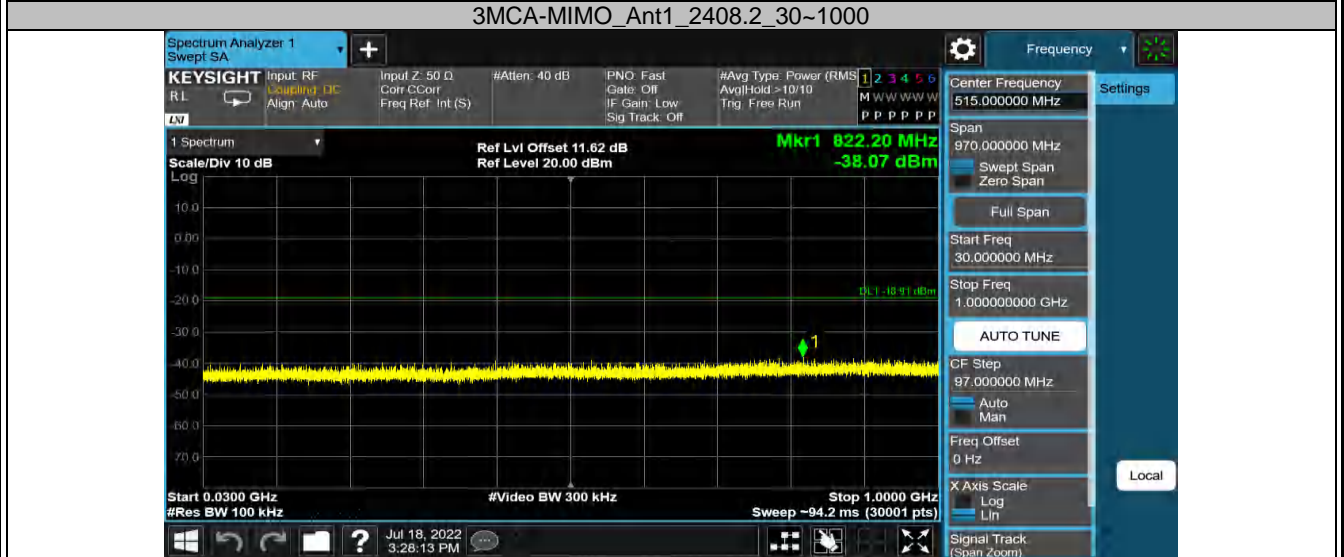 3MCA-MIMO_Ant1_2408.2_30~1000
Spectrum Analyzer 1
Swept SA
Frequency
KEYSIGHT
RL
LXI
Input: RF
Coupling: DC
Align: Auto
Input Z: 50 Ω
Corr CCorr
Freq Ref: Int (S)
#Atten: 40 dB
PNO: Fast
Gate: Off
IF Gain: Low
Sig Track: Off
#Avg Type: Power (RMS
Avg|Hold:>10/10
Trig: Free Run
1 2 3 4 5 6
M W W W W W
P P P P P P
Center Frequency
515.000000 MHz
Settings
Span
970.000000 MHz
Swept Span
Zero Span
Full Span
Start Freq
30.000000 MHz
Stop Freq
1.000000000 GHz
AUTO TUNE
CF Step
97.000000 MHz
Auto
Man
Freq Offset
0 Hz
X Axis Scale
Log
Lin
Signal Track
(Span Zoom)
Local
1 Spectrum
Scale/Div 10 dB
Log
Ref Lvl Offset 11.62 dB
Ref Level 20.00 dBm
Mkr1 822.20 MHz
-38.07 dBm
10.0
0.00
-10.0
-20.0
DL1 -18.91 dBm
-30.0
1
-40.0
-50.0
-60.0
-70.0
Start 0.0300 GHz
#Res BW 100 kHz
#Video BW 300 kHz
Stop 1.0000 GHz
Sweep ~94.2 ms (30001 pts)
?
Jul 18, 2022
3:28:13 PM